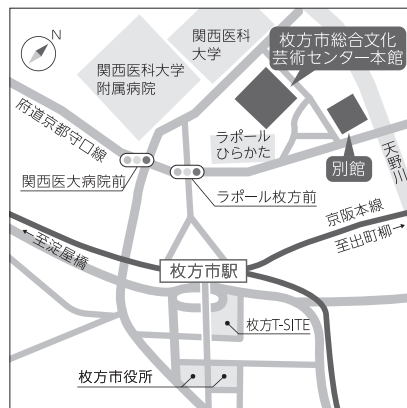 N
関西医科
大学
枚方市総合文化
芸術センター本館
関西医科大学
附属病院
府道京都守口線
ラポール
ひらかた
別館
天野川
関西医大病院前
ラポール枚方前
京阪本線
←至淀屋橋
至出町柳→
枚方市駅
枚方T-SITE
枚方市役所